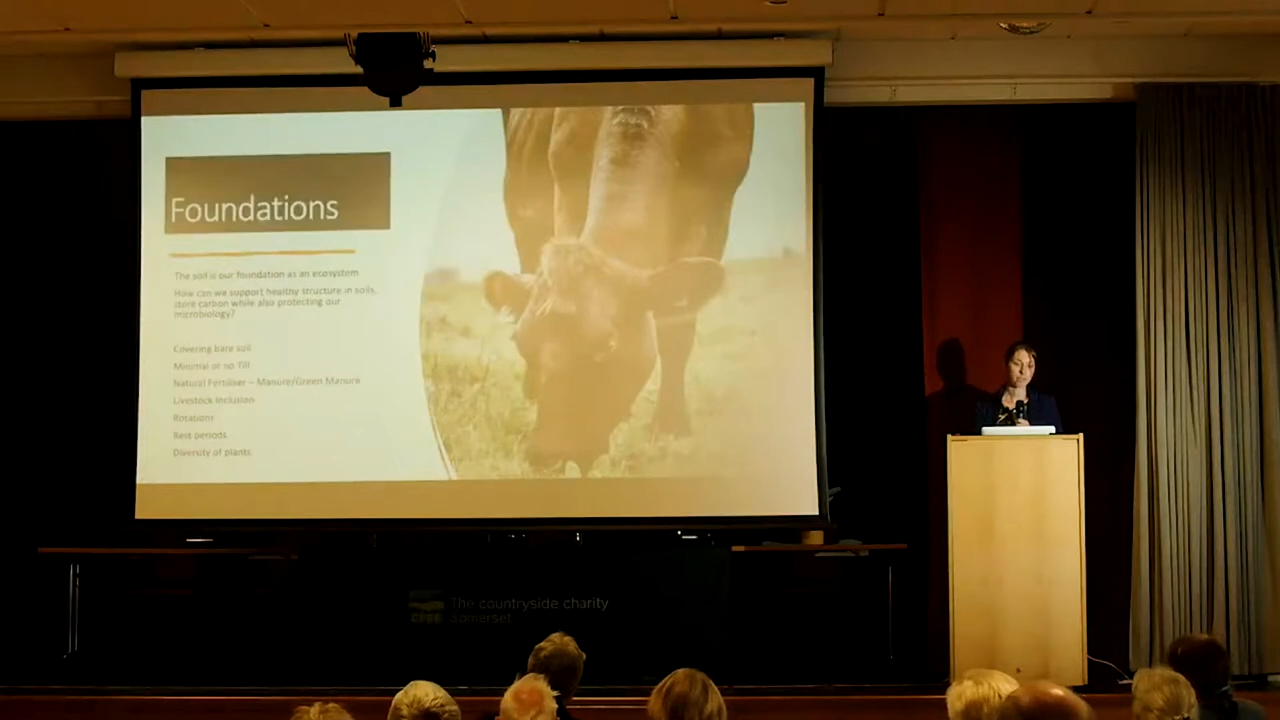 Foundations
The soil is our foundation as an ecosystem
How can we support healthy structure in soils,
store carbon while also protecting our
microbiology?
Covering bare soil
Minimal or no Till
Natural Fertiliser – Manure/Green Manure
Livestock Inclusion
Rotations
Rest periods
Diversity of plants
The countryside charity
CPRE Somerset